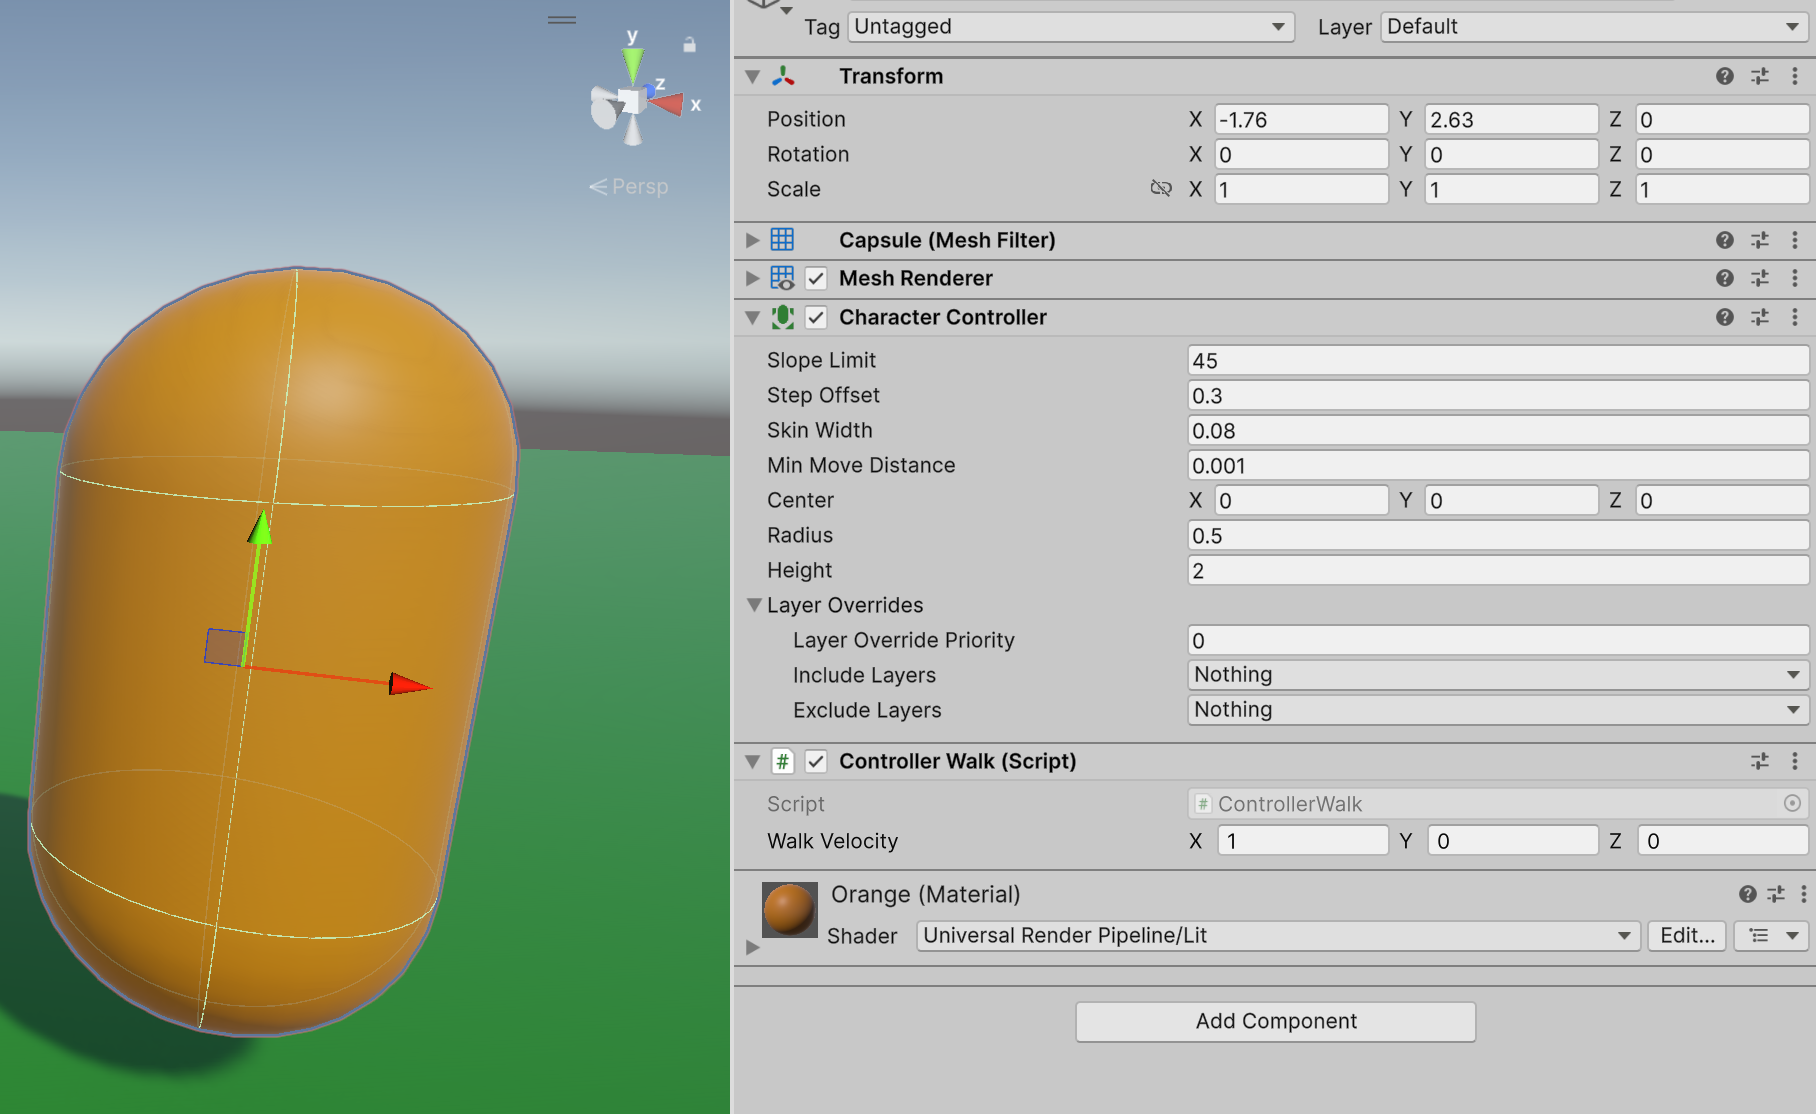 y
z
x
Persp
Tag Untagged Layer Default
Transform
Position X -1.76 Y 2.63 Z 0
Rotation X 0 Y 0 Z 0
Scale X 1 Y 1 Z 1
Capsule (Mesh Filter)
Mesh Renderer
Character Controller
Slope Limit 45
Step Offset 0.3
Skin Width 0.08
Min Move Distance 0.001
Center X 0 Y 0 Z 0
Radius 0.5
Height 2
Layer Overrides
Layer Override Priority 0
Include Layers Nothing
Exclude Layers Nothing
# Controller Walk (Script)
Script # ControllerWalk
Walk Velocity X 1 Y 0 Z 0
Orange (Material)
Shader Universal Render Pipeline/Lit Edit...
Add Component